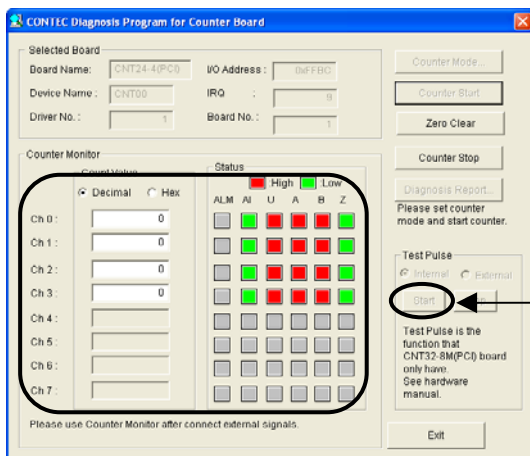 CONTEC Diagnosis Program for Counter Board
Selected Board
Board Name: CNT24-4(PCI) I/O Address : 0xFFBC
Device Name : CNT00 IRQ : 9
Driver No. : 1 Board No. : 1
Counter Mode...
Counter Start
Zero Clear
Counter Stop
Diagnosis Report...
Please set counter
mode and start counter.
Counter Monitor
Count Value
Decimal Hex
Status
:High :Low
ALM AI U A B Z
Ch 0 : 0
Ch 1 : 0
Ch 2 : 0
Ch 3 : 0
Ch 4 :
Ch 5 :
Ch 6 :
Ch 7 :
Please use Counter Monitor after connect external signals.
Test Pulse
Internal External
Start
Test Pulse is the
function that
CNT32-8M(PCI) board
only have.
See hardware
manual.
Exit